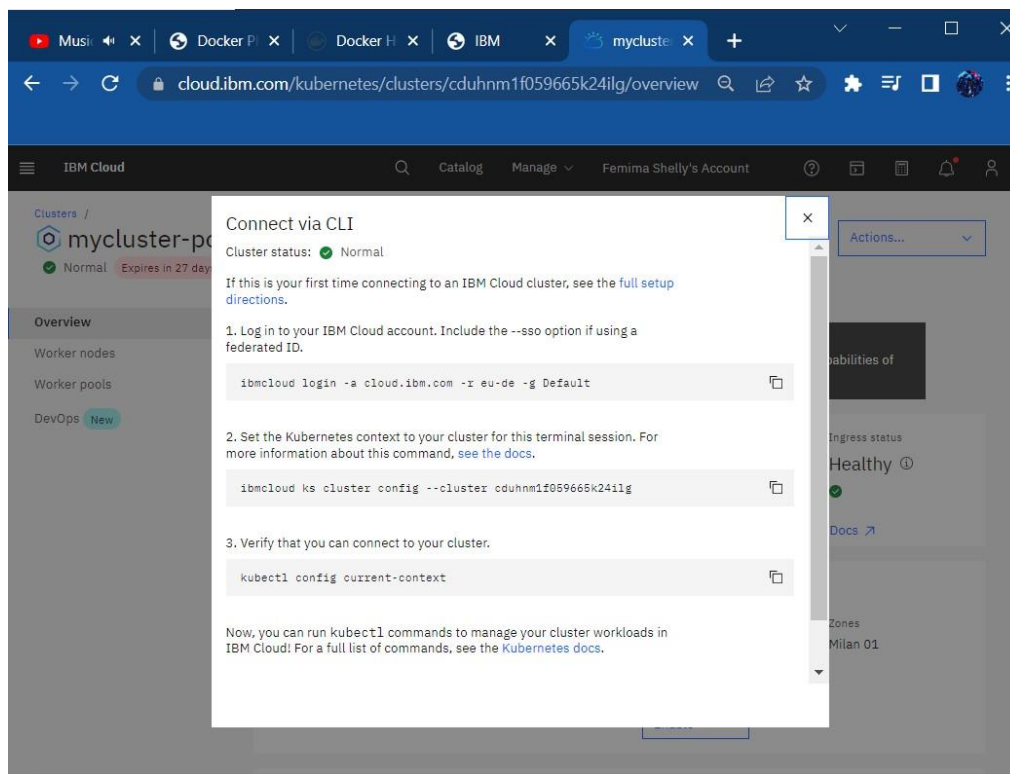 Musi
Docker P
Docker H
IBM
mycluste
cloud.ibm.com/kubernetes/clusters/cduhnm1f059665k24ilg/overview
IBM Cloud
Catalog
Manage
Femima Shelly's Account
Clusters /
mycluster-po
Normal
Expires in 27 day
Actions...
Overview
Worker nodes
Worker pools
DevOps
New
Connect via CLI
Cluster status: Normal
If this is your first time connecting to an IBM Cloud cluster, see the full setup
directions.
1. Log in to your IBM Cloud account. Include the --sso option if using a
federated ID.
ibmcloud login -a cloud.ibm.com -r eu-de -g Default
2. Set the Kubernetes context to your cluster for this terminal session. For
more information about this command, see the docs.
ibmcloud ks cluster config --cluster cduhnm1f059665k24ilg
3. Verify that you can connect to your cluster.
kubectl config current-context
Now, you can run kubectl commands to manage your cluster workloads in
IBM Cloud! For a full list of commands, see the Kubernetes docs.
pabilities of
Ingress status
Healthy
Docs
Zones
Milan 01